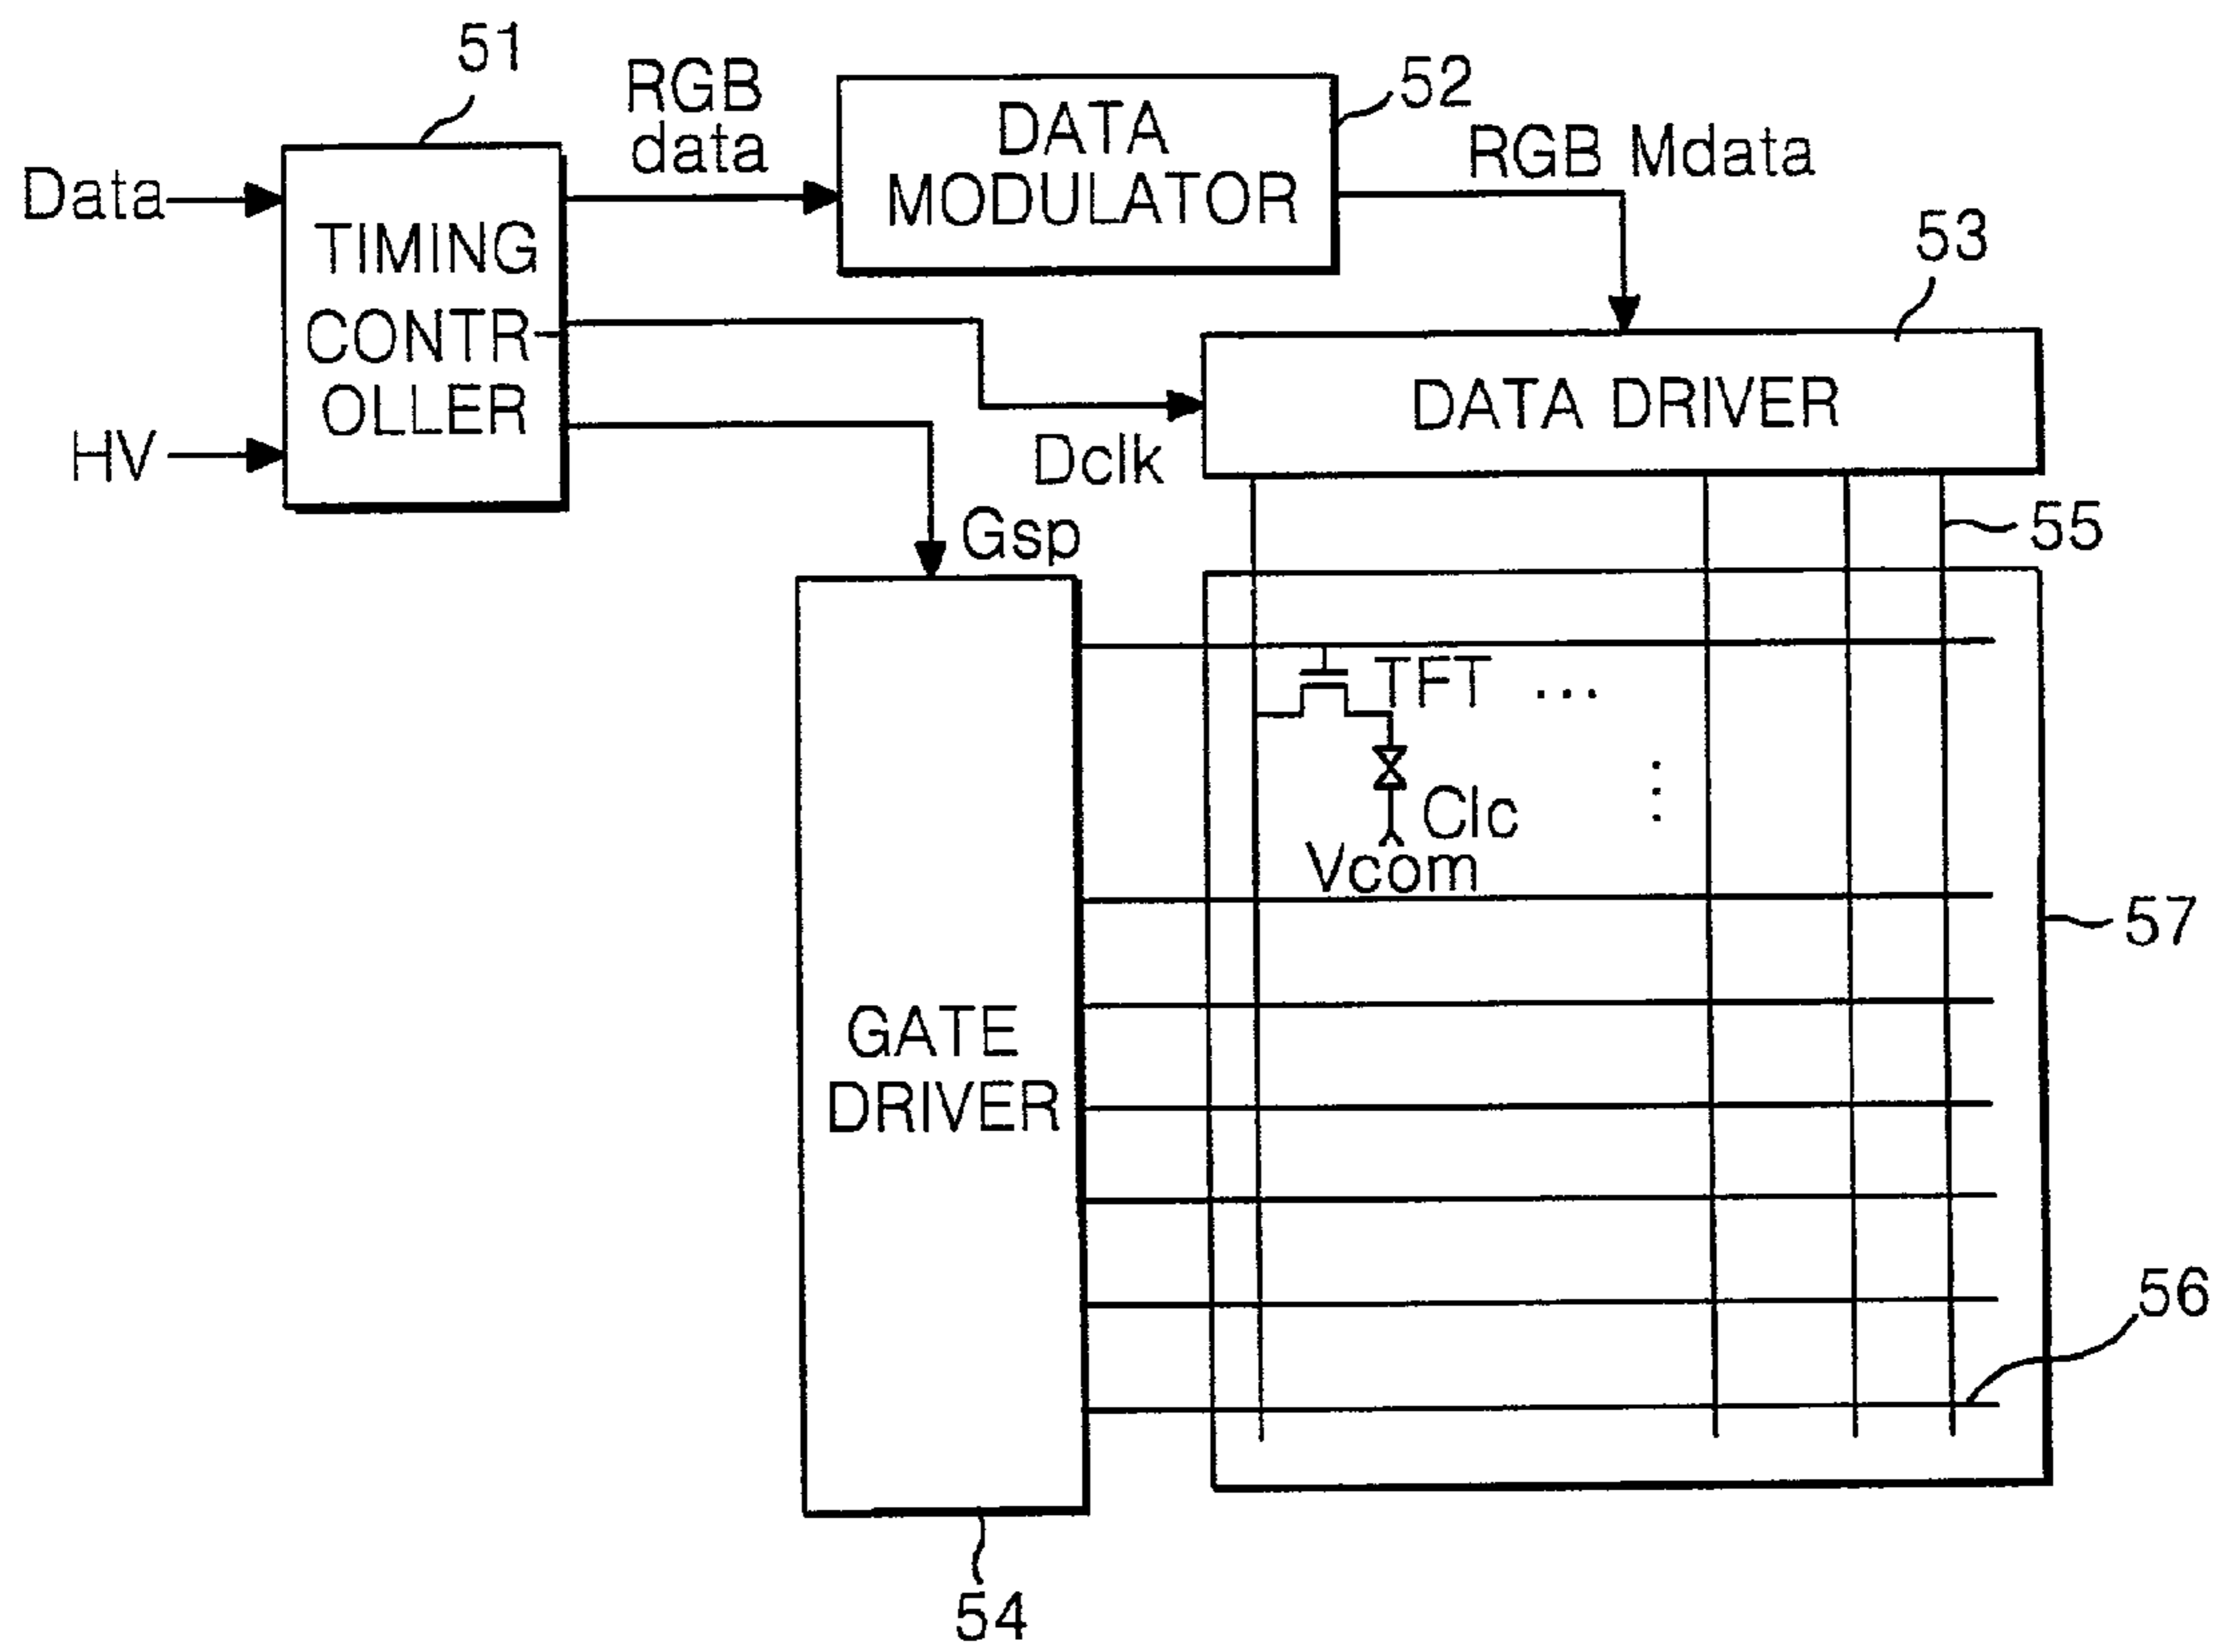 51
RGB
data
DATA
MODULATOR
52
RGB Mdata
Data
TIMING
CONTR-
OLLER
HV
53
DATA DRIVER
Dclk
Gsp
55
TFT ...
Clc
Vcom
57
GATE
DRIVER
56
54